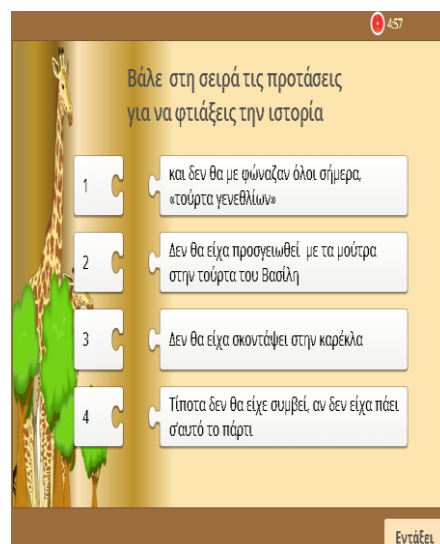 4:57
Βάλε στη σειρά τις προτάσεις
για να φτιάξεις την ιστορία
1
και δεν θα με φώναζαν όλοι σήμερα,
«τούρτα γενεθλίων»
2
Δεν θα είχα προσγειωθεί με τα μούτρα
στην τούρτα του Βασίλη
3
Δεν θα είχα σκοντάψει στην καρέκλα
4
Τίποτα δεν θα είχε συμβεί, αν δεν είχα πάει
σ'αυτό το πάρτι
Εντάξει